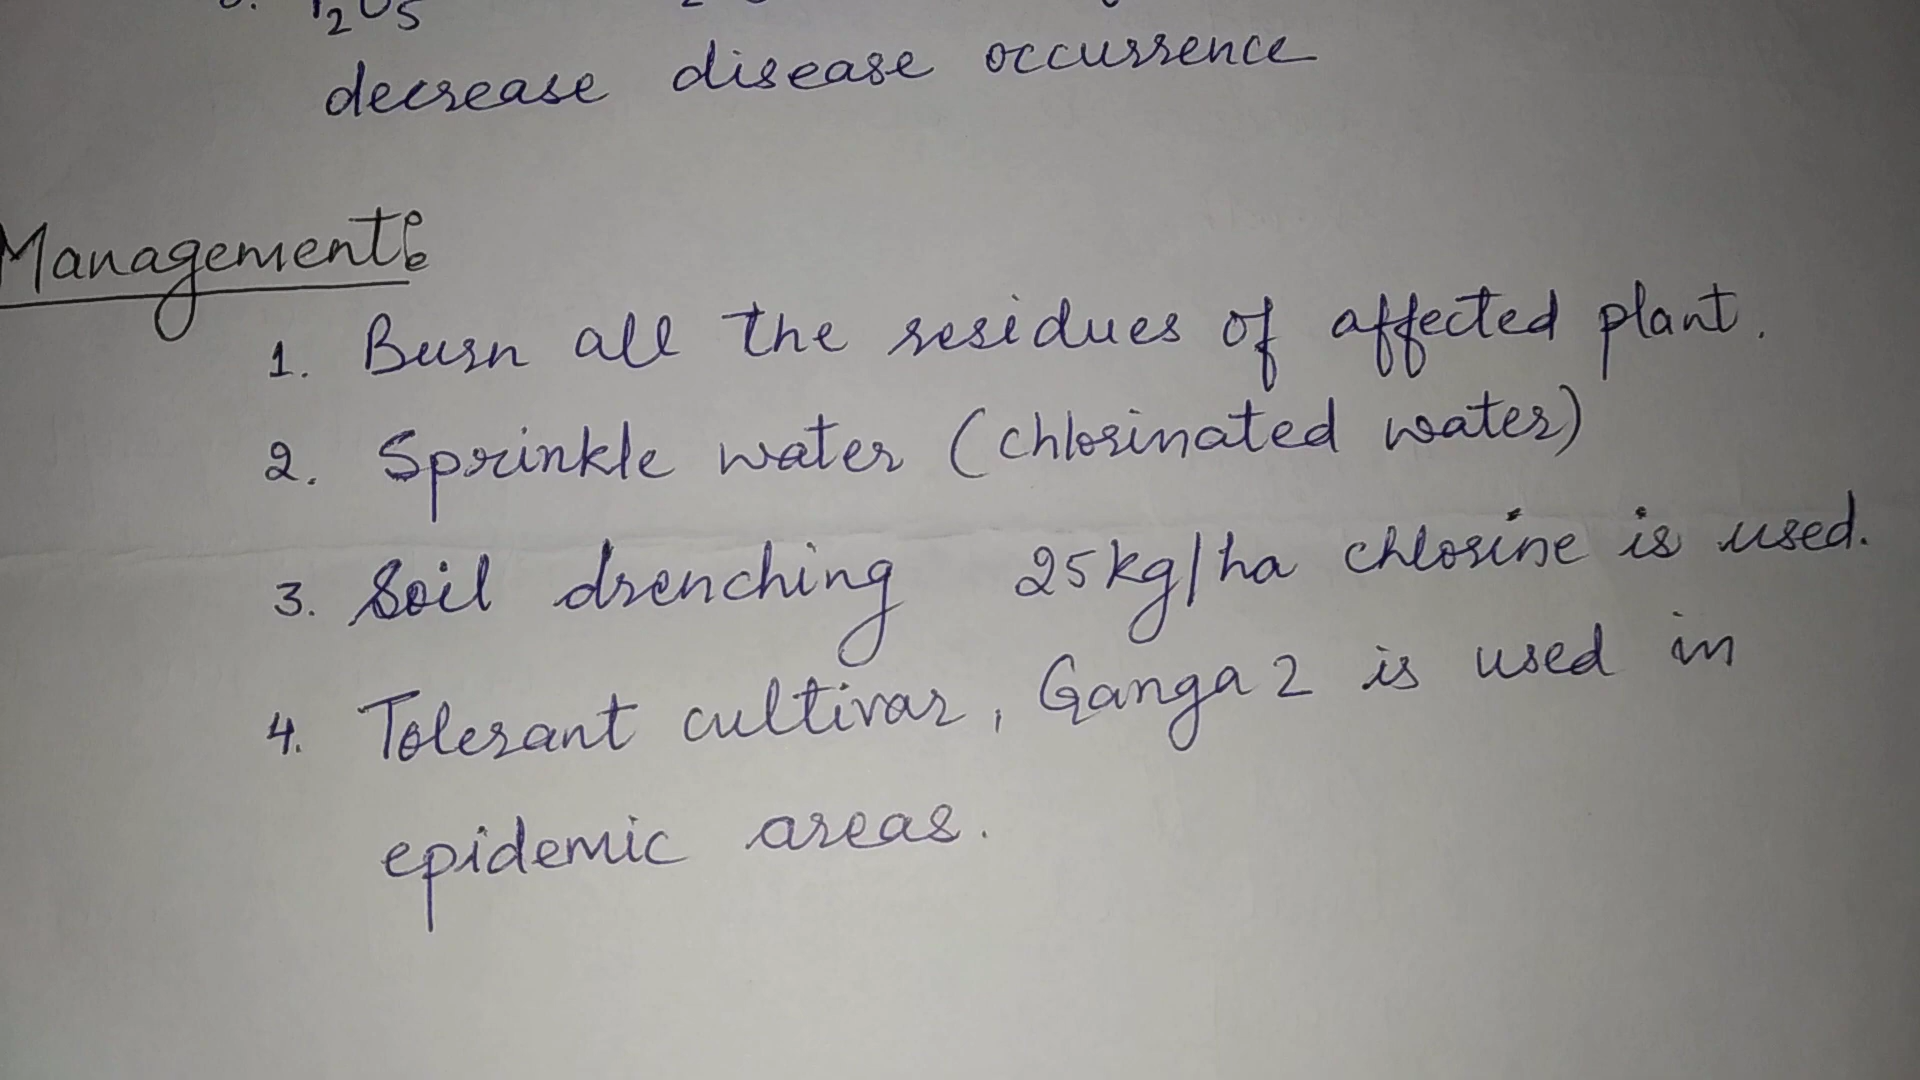 decrease disease occurrence
Management:
1. Burn all the residues of affected plant.
2. Sprinkle water (chlorinated water)
3. Soil drenching 25kg/ha chlorine is used.
4. Tolerant cultivar, Ganga 2 is used in
epidemic areas.